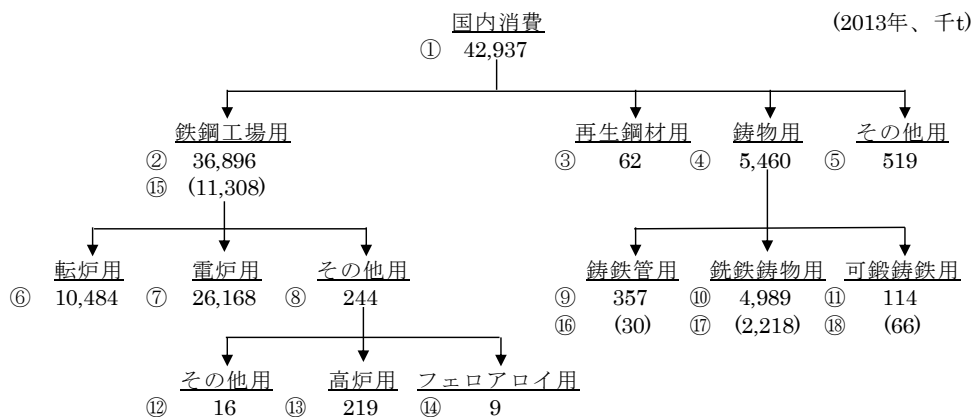 国内消費 (2013年、千t)
① 42,937
鉄鋼工場用 再生鋼材用 鋳物用 その他用
② 36,896 ③ 62 ④ 5,460 ⑤ 519
⑮ (11,308)
転炉用 電炉用 その他用 鋳鉄管用 銑鉄鋳物用 可鍛鋳鉄用
⑥ 10,484 ⑦ 26,168 ⑧ 244 ⑨ 357 ⑩ 4,989 ⑪ 114
⑯ (30) ⑰ (2,218) ⑱ (66)
その他用 高炉用 フェロアロイ用
⑫ 16 ⑬ 219 ⑭ 9